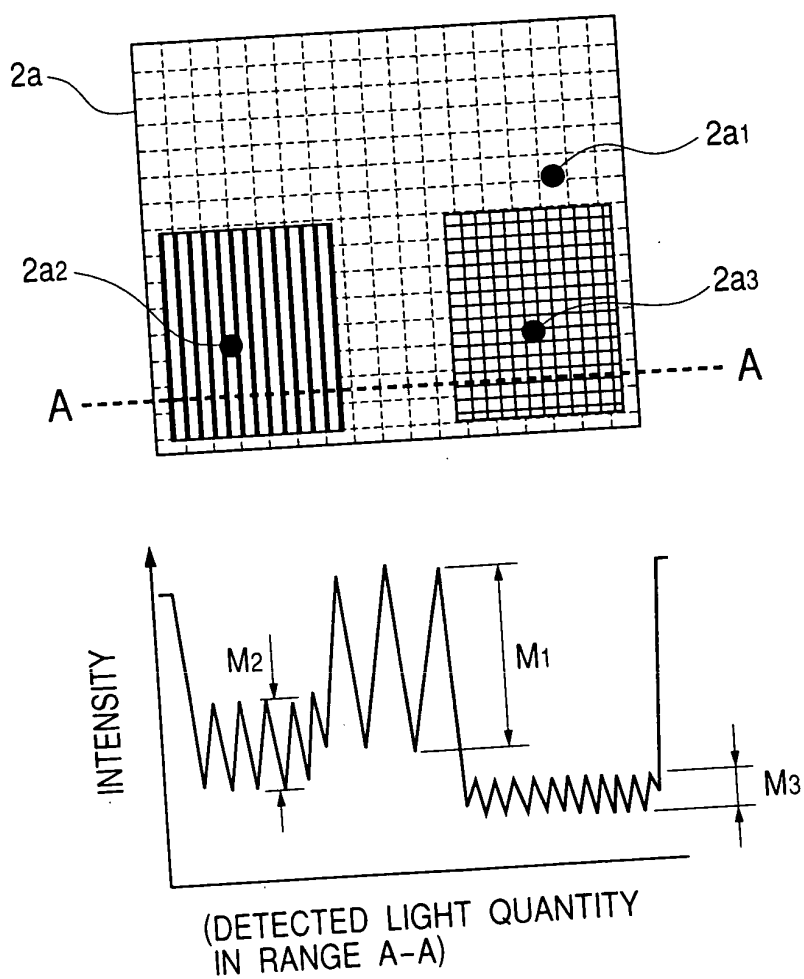 2a
2a1
2a2
2a3
A
A
INTENSITY
M2
M1
M3
(DETECTED LIGHT QUANTITY
IN RANGE A-A)